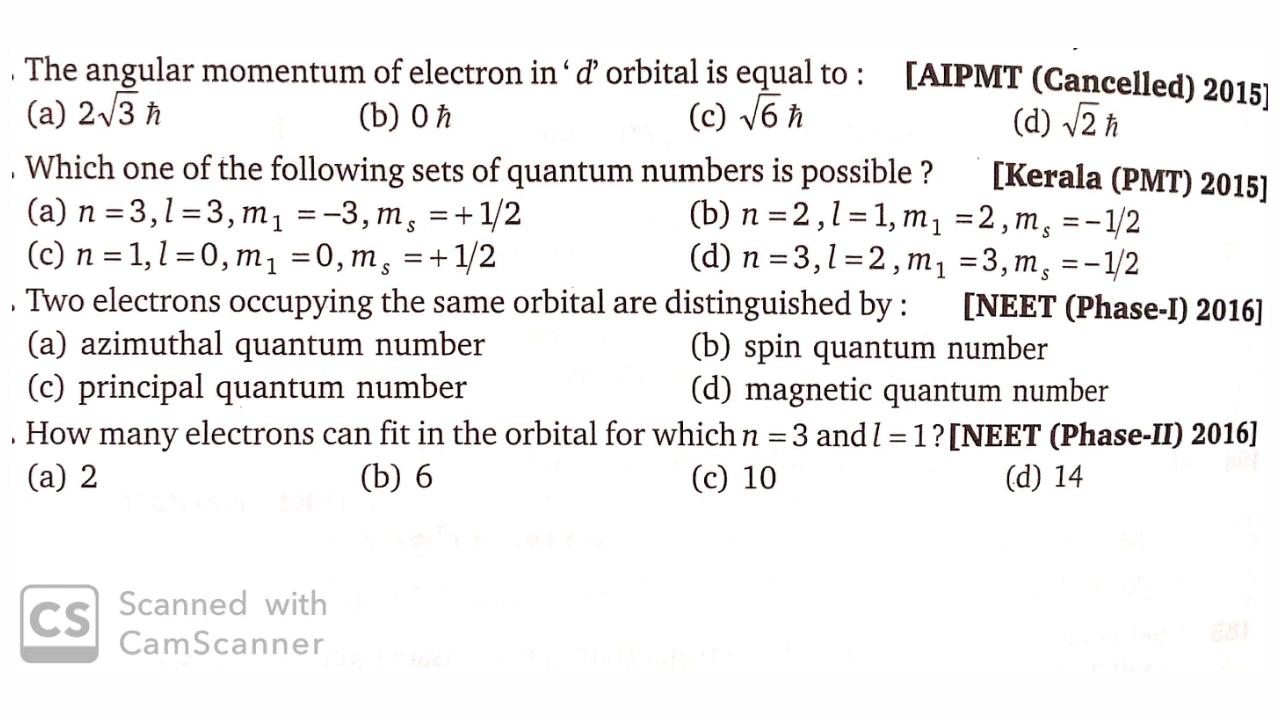 . The angular momentum of electron in ‘d’ orbital is equal to : [AIPMT (Cancelled) 2015]
(a) 2√3 ħ (b) 0 ħ (c) √6 ħ (d) √2 ħ
. Which one of the following sets of quantum numbers is possible ? [Kerala (PMT) 2015]
(a) n = 3, l = 3, m₁ = −3, mₛ = + 1/2 (b) n = 2 , l = 1, m₁ = 2 , mₛ = − 1/2
(c) n = 1, l = 0, m₁ = 0, mₛ = + 1/2 (d) n = 3, l = 2 , m₁ = 3, mₛ = − 1/2
. Two electrons occupying the same orbital are distinguished by : [NEET (Phase-I) 2016]
(a) azimuthal quantum number (b) spin quantum number
(c) principal quantum number (d) magnetic quantum number
. How many electrons can fit in the orbital for which n = 3 and l = 1? [NEET (Phase-II) 2016]
(a) 2 (b) 6 (c) 10 (d) 14
CS Scanned with
CamScanner